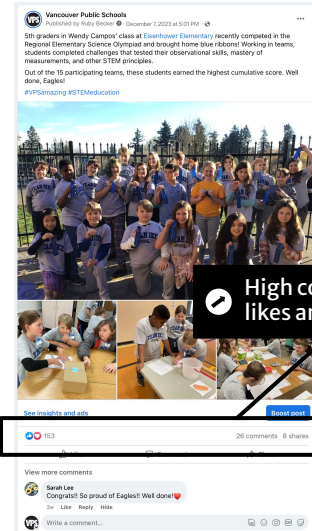 Vancouver Public Schools
Published by Ruby Becker · December 7, 2023 at 5:01 PM ·
5th graders in Wendy Campos' class at Eisenhower Elementary recently competed in the
Regional Elementary Science Olympiad and brought home blue ribbons! Working in teams,
students completed challenges that tested their observational skills, mastery of
measurements, and other STEM principles.
Out of the 15 participating teams, these students earned the highest cumulative score. Well
done, Eagles!
#VPSamazing #STEMeducation
High co
likes an
See insights and ads
Boost post
153
26 comments 8 shares
View more comments
Sarah Lee
Congrats!! So proud of Eagles!! Well done!
3w Like Reply Hide
VPS
Write a comment...